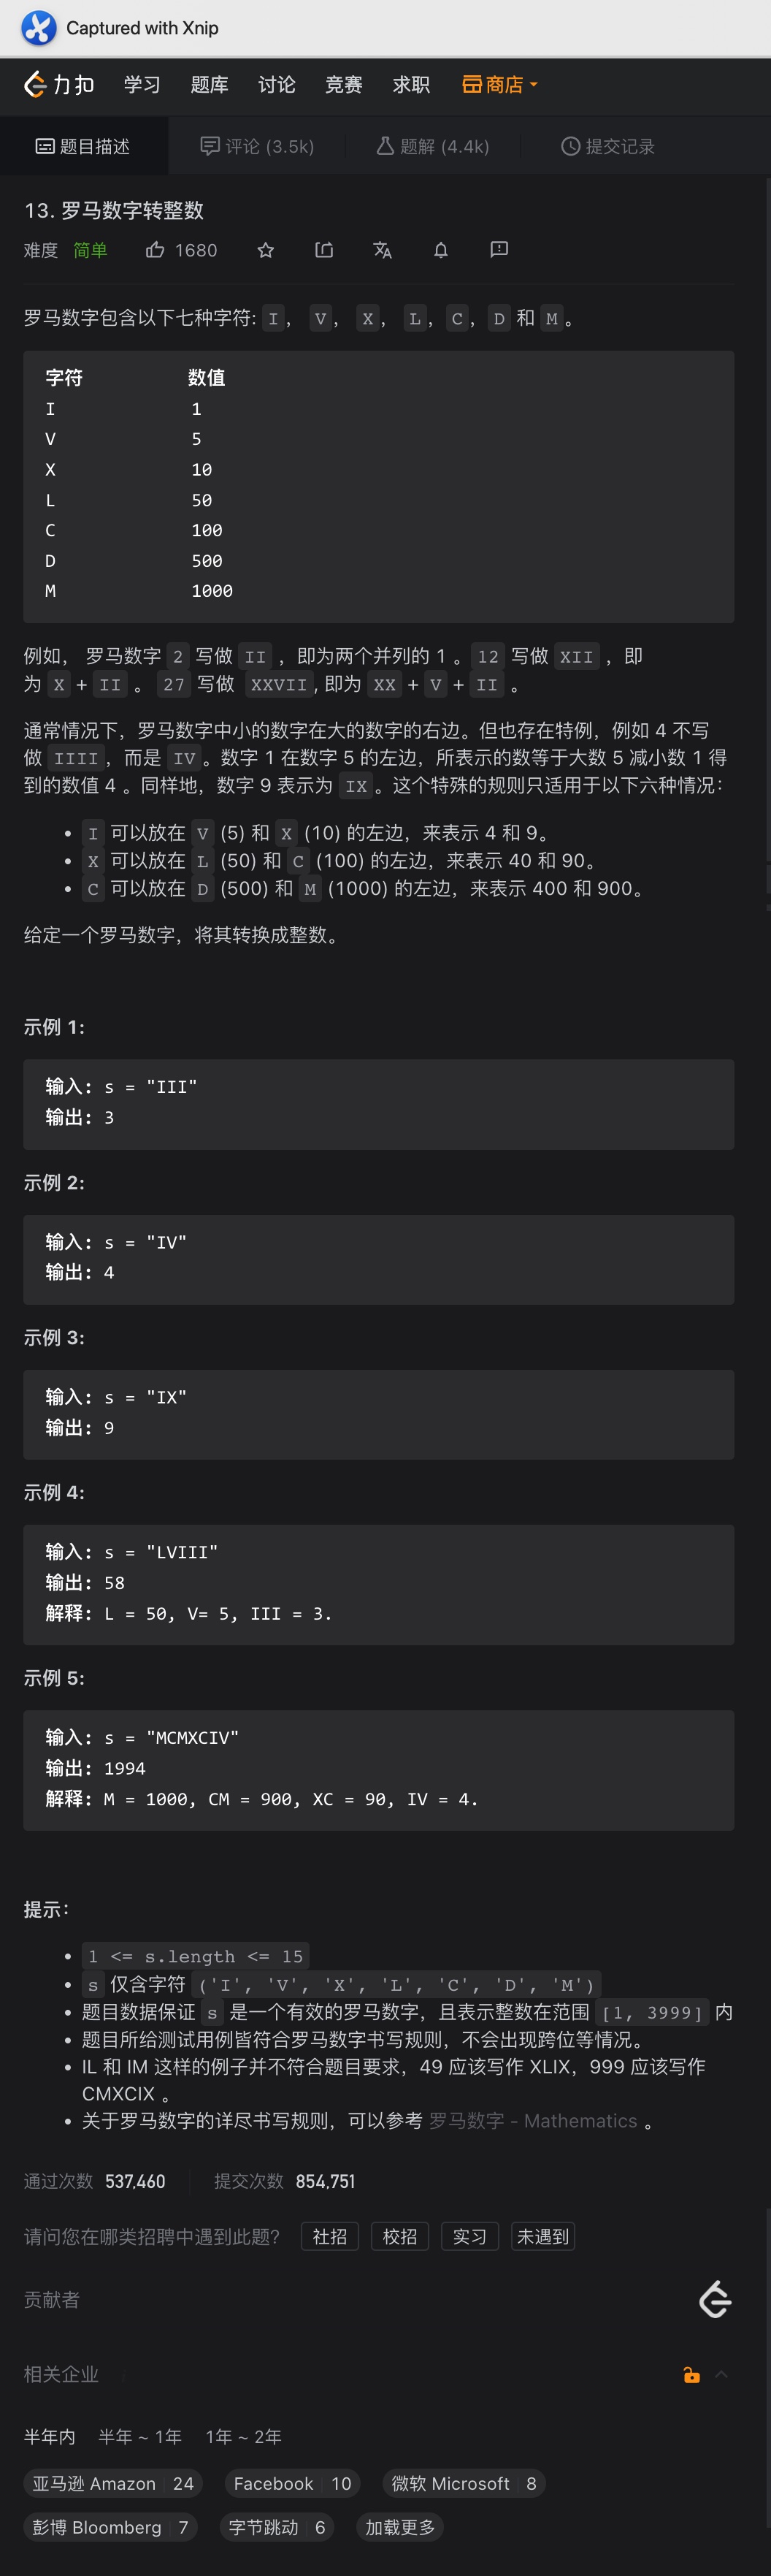 Captured with Xnip
力扣 学习 题库 讨论 竞赛 求职 商店
题目描述 评论 (3.5k) 题解 (4.4k) 提交记录
13. 罗马数字转整数
难度 简单 1680
罗马数字包含以下七种字符: I， V， X， L，C，D 和 M。
字符 数值
I 1
V 5
X 10
L 50
C 100
D 500
M 1000
例如， 罗马数字 2 写做 II ，即为两个并列的 1 。12 写做 XII ，即
为 X + II 。 27 写做 XXVII, 即为 XX + V + II 。
通常情况下，罗马数字中小的数字在大的数字的右边。但也存在特例，例如 4 不写
做 IIII，而是 IV。数字 1 在数字 5 的左边，所表示的数等于大数 5 减小数 1 得
到的数值 4 。同样地，数字 9 表示为 IX。这个特殊的规则只适用于以下六种情况：
• I 可以放在 V (5) 和 X (10) 的左边，来表示 4 和 9。
• X 可以放在 L (50) 和 C (100) 的左边，来表示 40 和 90。
• C 可以放在 D (500) 和 M (1000) 的左边，来表示 400 和 900。
给定一个罗马数字，将其转换成整数。
示例 1:
输入: s = "III"
输出: 3
示例 2:
输入: s = "IV"
输出: 4
示例 3:
输入: s = "IX"
输出: 9
示例 4:
输入: s = "LVIII"
输出: 58
解释: L = 50, V= 5, III = 3.
示例 5:
输入: s = "MCMXCIV"
输出: 1994
解释: M = 1000, CM = 900, XC = 90, IV = 4.
提示：
• 1 <= s.length <= 15
• s 仅含字符 ('I', 'V', 'X', 'L', 'C', 'D', 'M')
• 题目数据保证 s 是一个有效的罗马数字，且表示整数在范围 [1, 3999] 内
• 题目所给测试用例皆符合罗马数字书写规则，不会出现跨位等情况。
• IL 和 IM 这样的例子并不符合题目要求，49 应该写作 XLIX，999 应该写作
CMXCIX 。
• 关于罗马数字的详尽书写规则，可以参考 罗马数字 - Mathematics 。
通过次数 537,460 提交次数 854,751
请问您在哪类招聘中遇到此题？ 社招 校招 实习 未遇到
贡献者
相关企业
半年内 半年 ~ 1年 1年 ~ 2年
亚马逊 Amazon 24 Facebook 10 微软 Microsoft 8
彭博 Bloomberg 7 字节跳动 6 加载更多